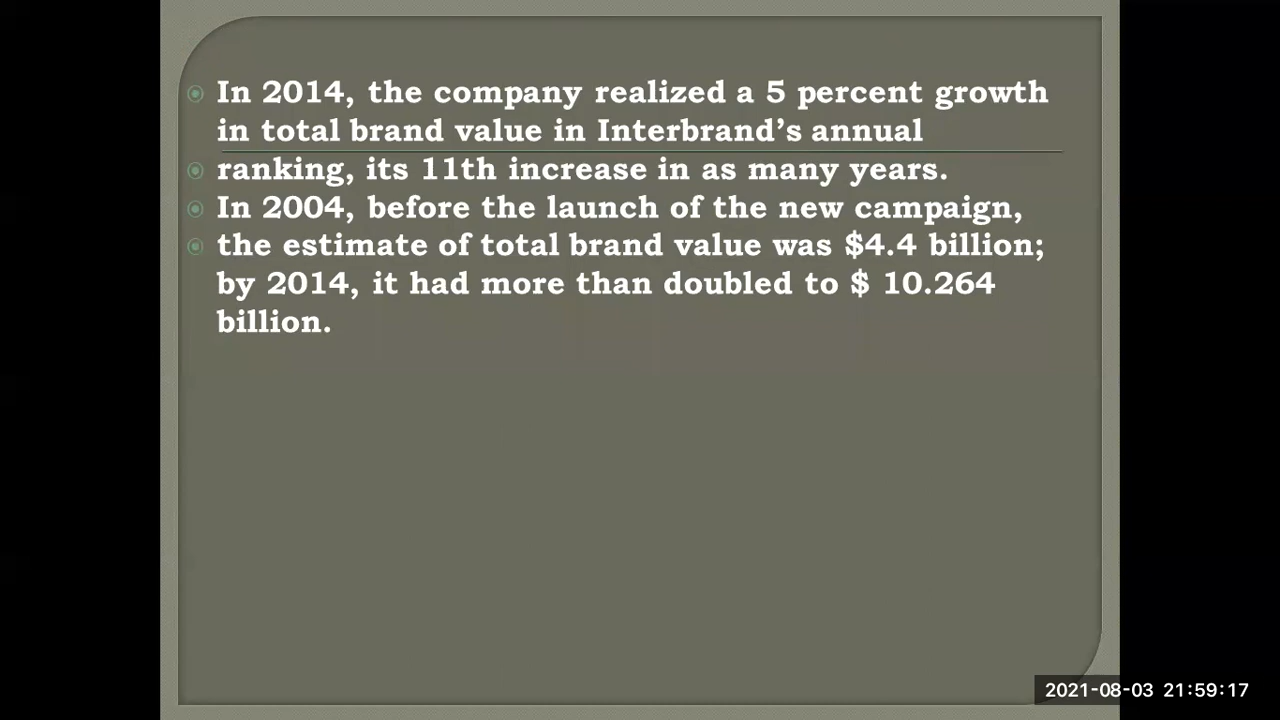 In 2014, the company realized a 5 percent growth
in total brand value in Interbrand’s annual
ranking, its 11th increase in as many years.
In 2004, before the launch of the new campaign,
the estimate of total brand value was $4.4 billion;
by 2014, it had more than doubled to $ 10.264
billion.
2021-08-03 21:59:17